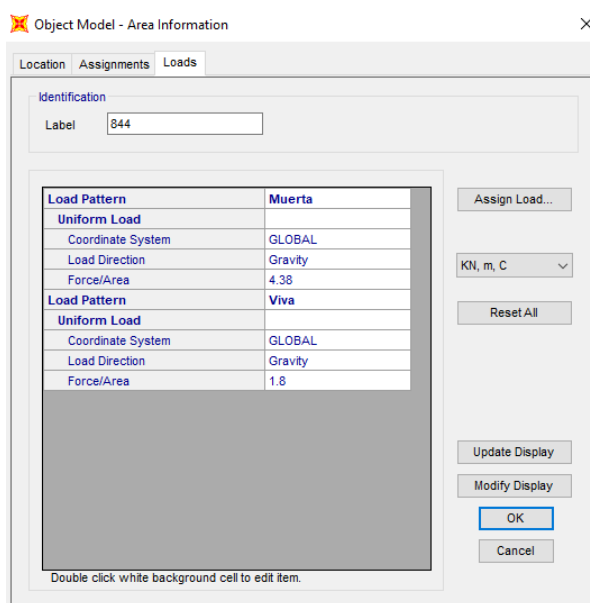 Object Model - Area Information
Location Assignments Loads
Identification
Label 844
Load Pattern Muerta
Uniform Load
Coordinate System GLOBAL
Load Direction Gravity
Force/Area 4.38
Load Pattern Viva
Uniform Load
Coordinate System GLOBAL
Load Direction Gravity
Force/Area 1.8
Double click white background cell to edit item.
Assign Load...
KN, m, C
Reset All
Update Display
Modify Display
OK
Cancel